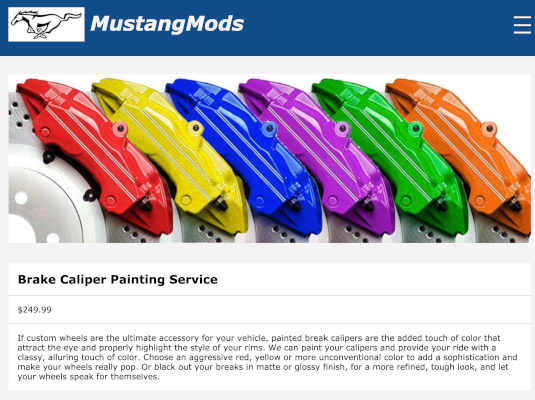 MustangMods
Brake Caliper Painting Service
$249.99
If custom wheels are the ultimate accessory for your vehicle, painted break calipers are the added touch of color that
attract the eye and properly highlight the style of your rims. We can paint your calipers and provide your ride with a
classy, alluring touch of color. Choose an aggressive red, yellow or more unconventional color to add a sophistication and
make your wheels really pop. Or black out your breaks in matte or glossy finish, for a more refined, tough look, and let
your wheels speak for themselves.